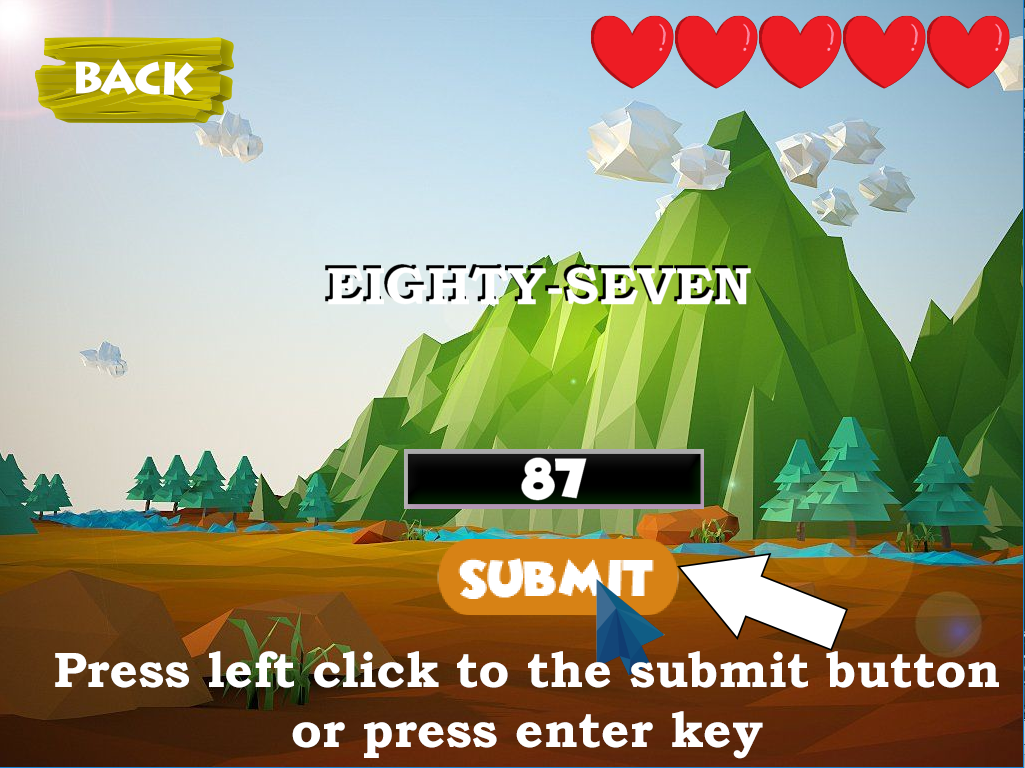 BACK
EIGHTY-SEVEN
87
SUBMIT
Press left click to the submit button
or press enter key